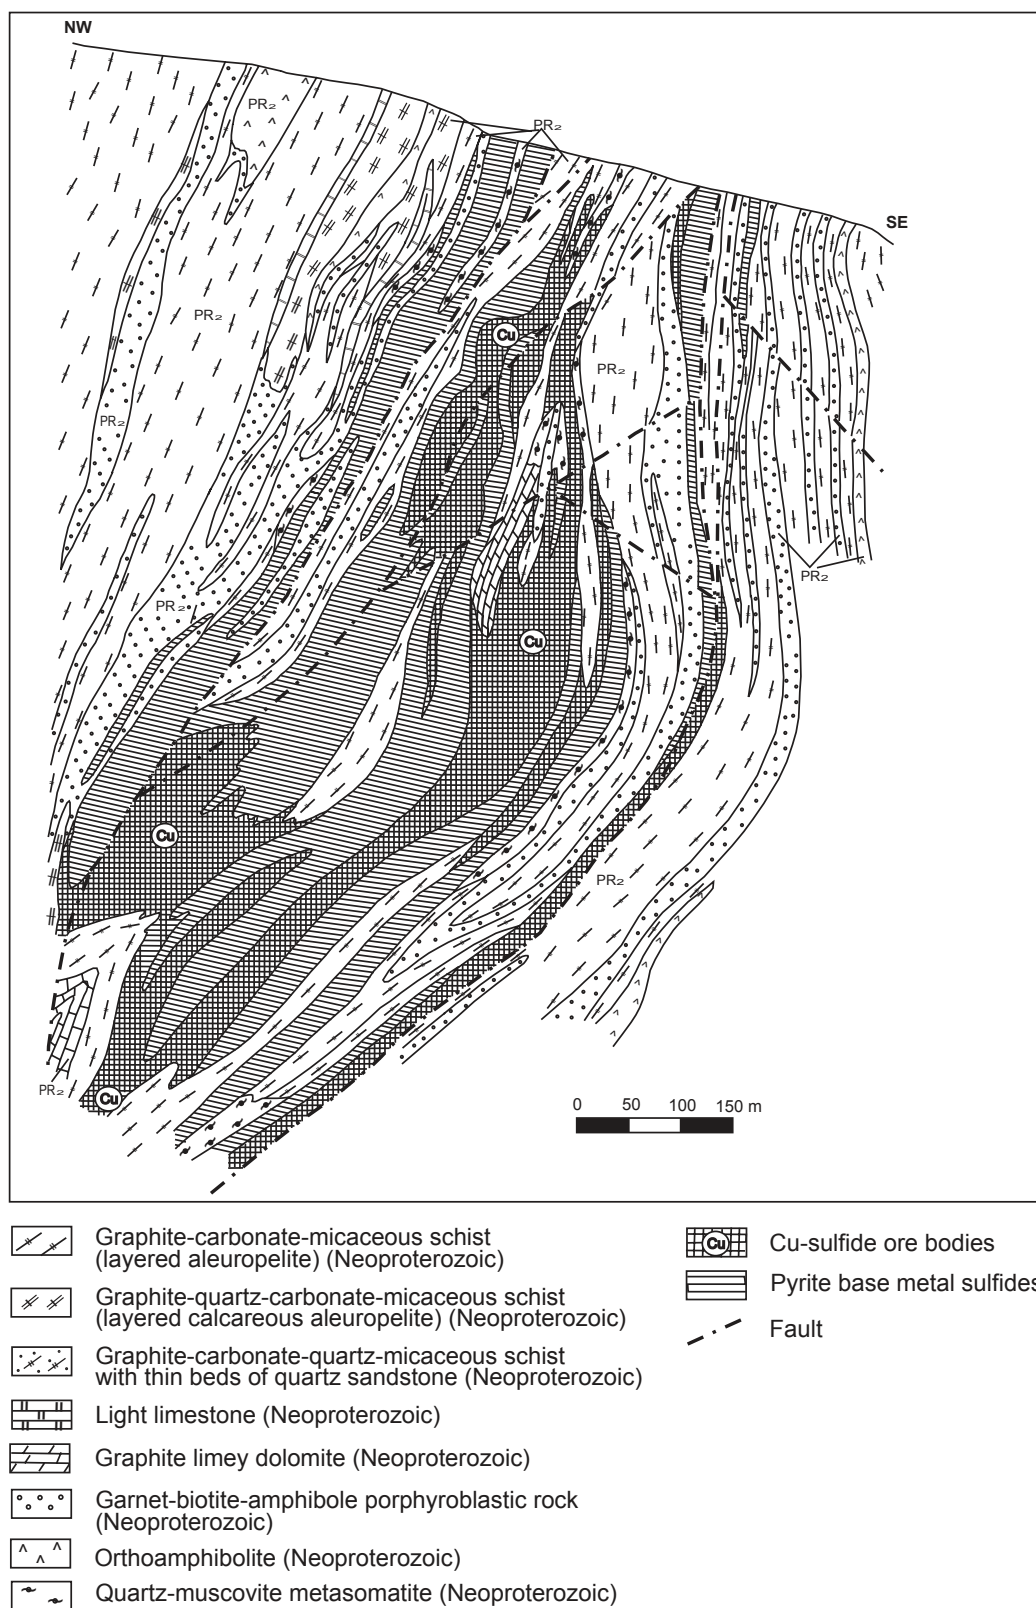 NW
PR₂
PR₂
SE
PR₂
Cu
PR₂
PR₂
PR₂
PR₂
Cu
Cu
PR₂
PR₂
Cu
0 50 100 150 m
Graphite-carbonate-micaceous schist
(layered aleuropelite) (Neoproterozoic)
Graphite-quartz-carbonate-micaceous schist
(layered calcareous aleuropelite) (Neoproterozoic)
Graphite-carbonate-quartz-micaceous schist
with thin beds of quartz sandstone (Neoproterozoic)
Light limestone (Neoproterozoic)
Graphite limey dolomite (Neoproterozoic)
Garnet-biotite-amphibole porphyroblastic rock
(Neoproterozoic)
Orthoamphibolite (Neoproterozoic)
Quartz-muscovite metasomatite (Neoproterozoic)
Cu Cu-sulfide ore bodies
Pyrite base metal sulfides
Fault